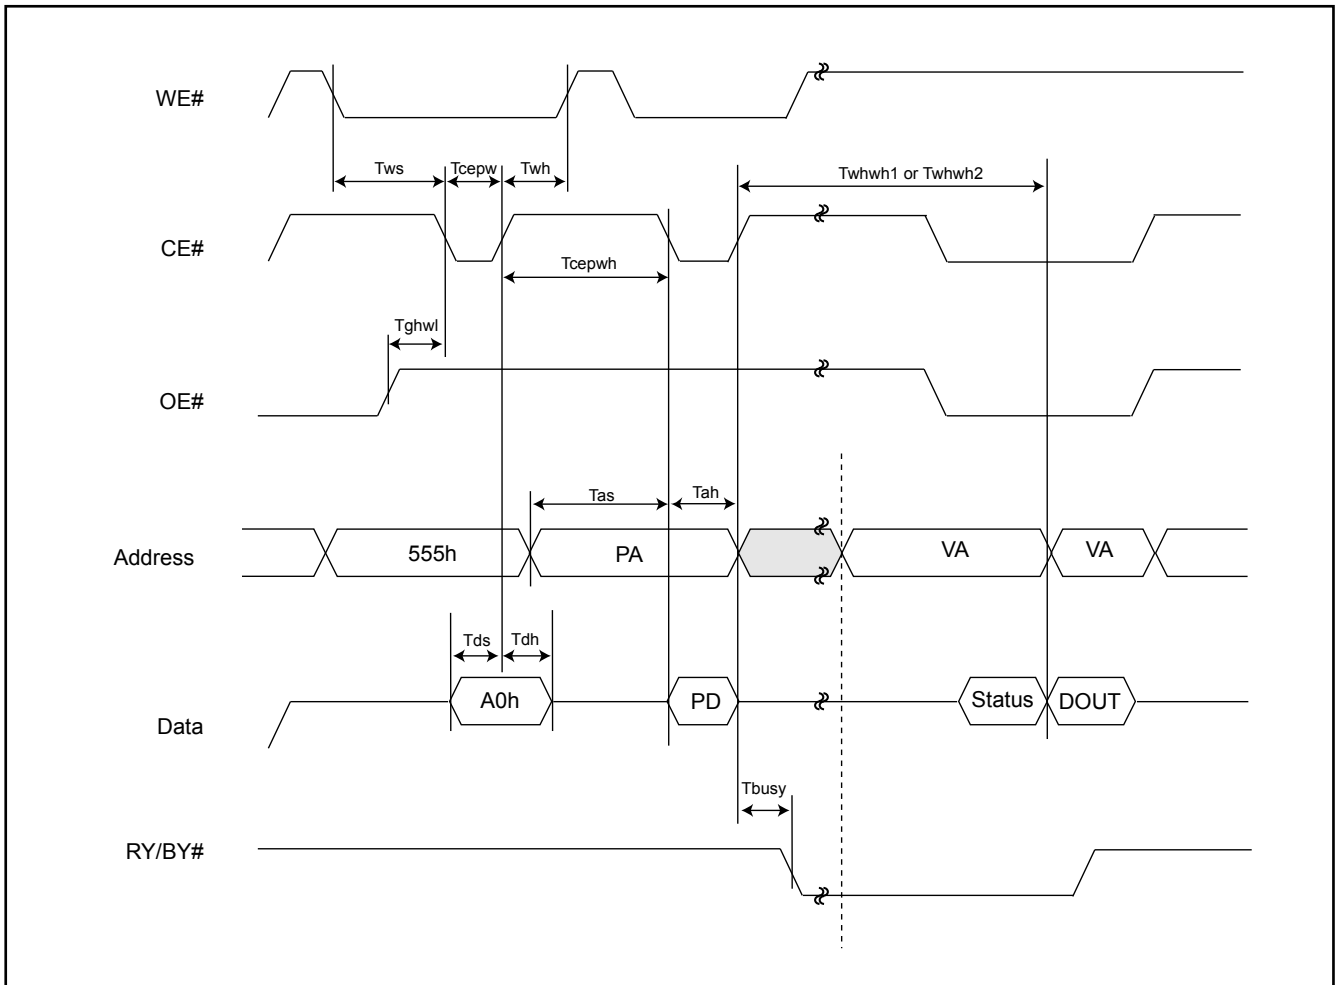 WE#
Tws Tcepw Twh Twhwh1 or Twhwh2
CE#
Tcepwh
Tghwl
OE#
Tas Tah
Address 555h PA VA VA
Tds Tdh
Data A0h PD Status DOUT
Tbusy
RY/BY#